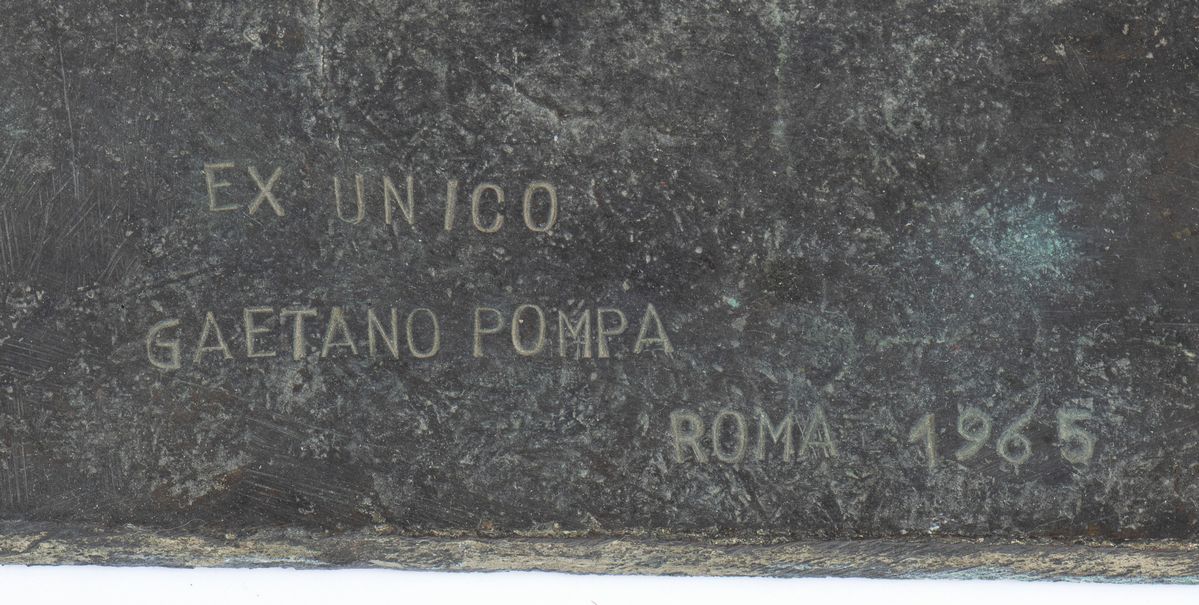 EX UNICO
GAETANO POMPA
ROMA 1965